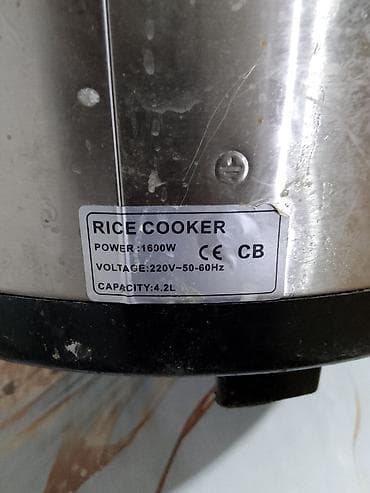 RICE COOKER
POWER:1600W
CE CB
VOLTAGE:220V~50-60Hz
CAPACITY:4.2L